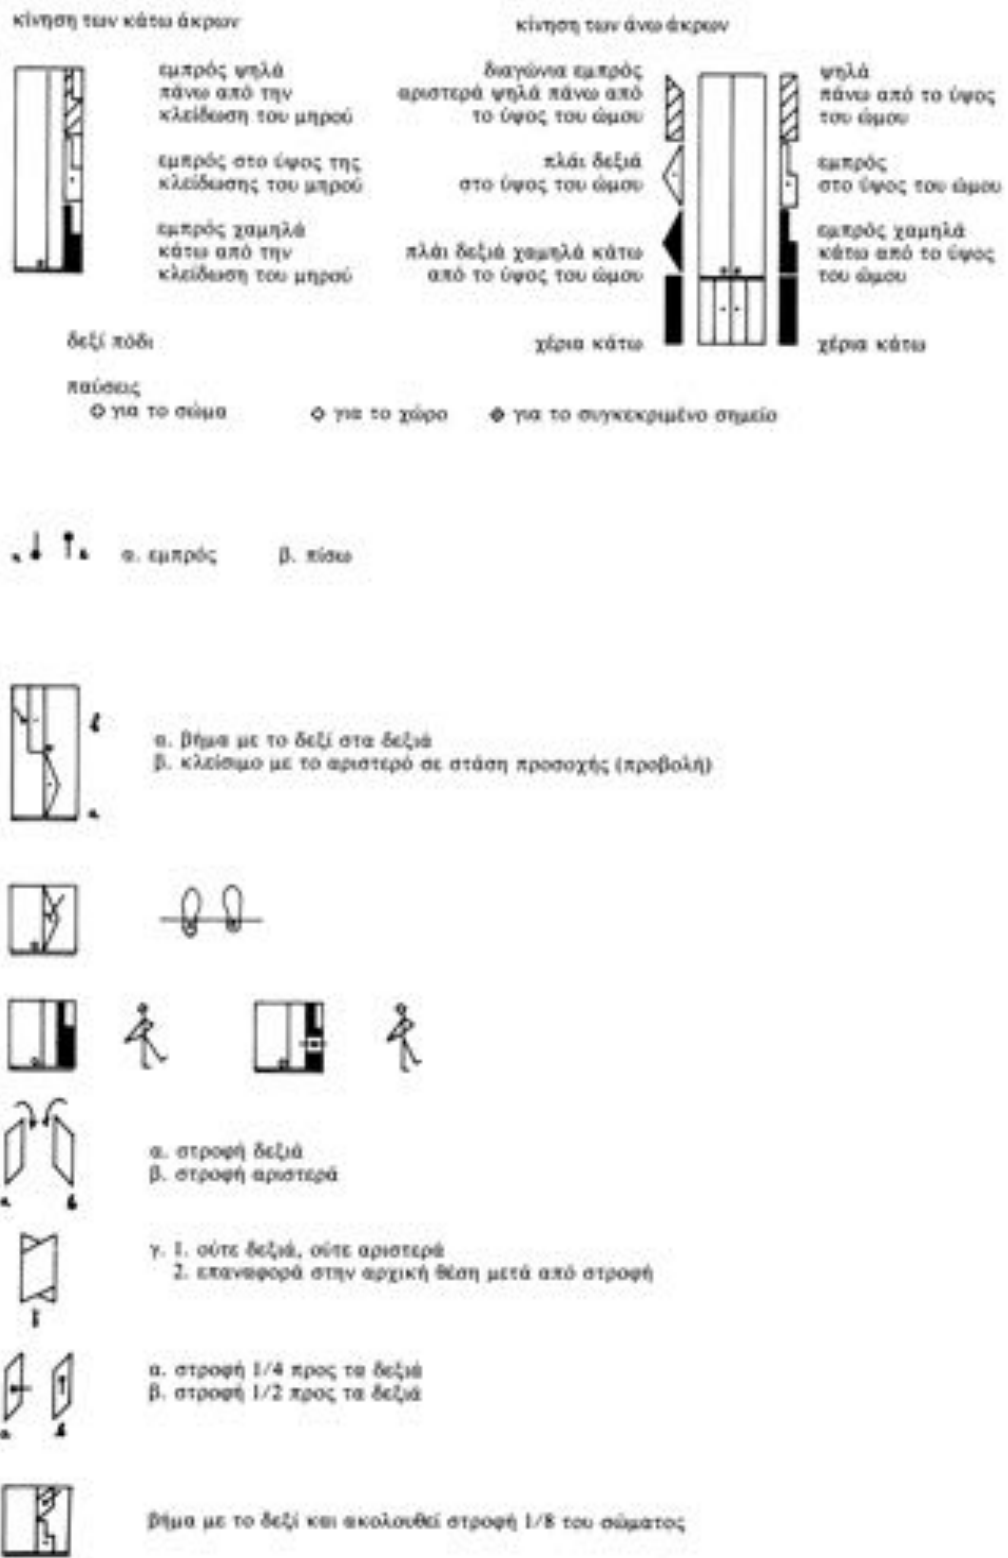 κίνηση των κάτω άκρων
εμπρός ψηλά
πάνω από την
κλείδωση του μηρού
εμπρός στο ύψος της
κλείδωσης του μηρού
εμπρός χαμηλά
κάτω από την
κλείδωση του μηρού
δεξί πόδι
κίνηση των άνω άκρων
διαγώνια εμπρός
αριστερά ψηλά πάνω από
το ύψος του ώμου
πλάι δεξιά
στο ύψος του ώμου
πλάι δεξιά χαμηλά κάτω
από το ύψος του ώμου
χέρια κάτω
ψηλά
πάνω από το ύψος
του ώμου
εμπρός
στο ύψος του ώμου
εμπρός χαμηλά
κάτω από το ύψος
του ώμου
χέρια κάτω
παύσεις
για το σώμα για το χώρο για το συγκεκριμένο σημείο
α. εμπρός β. πίσω
α. βήμα με το δεξί στα δεξιά
β. κλείσιμο με το αριστερό σε στάση προσοχής (προβολή)
α. στροφή δεξιά
β. στροφή αριστερά
γ. 1. ούτε δεξιά, ούτε αριστερά
2. επαναφορά στην αρχική θέση μετά από στροφή
α. στροφή 1/4 προς τα δεξιά
β. στροφή 1/2 προς τα δεξιά
βήμα με το δεξί και ακολουθεί στροφή 1/8 του σώματος